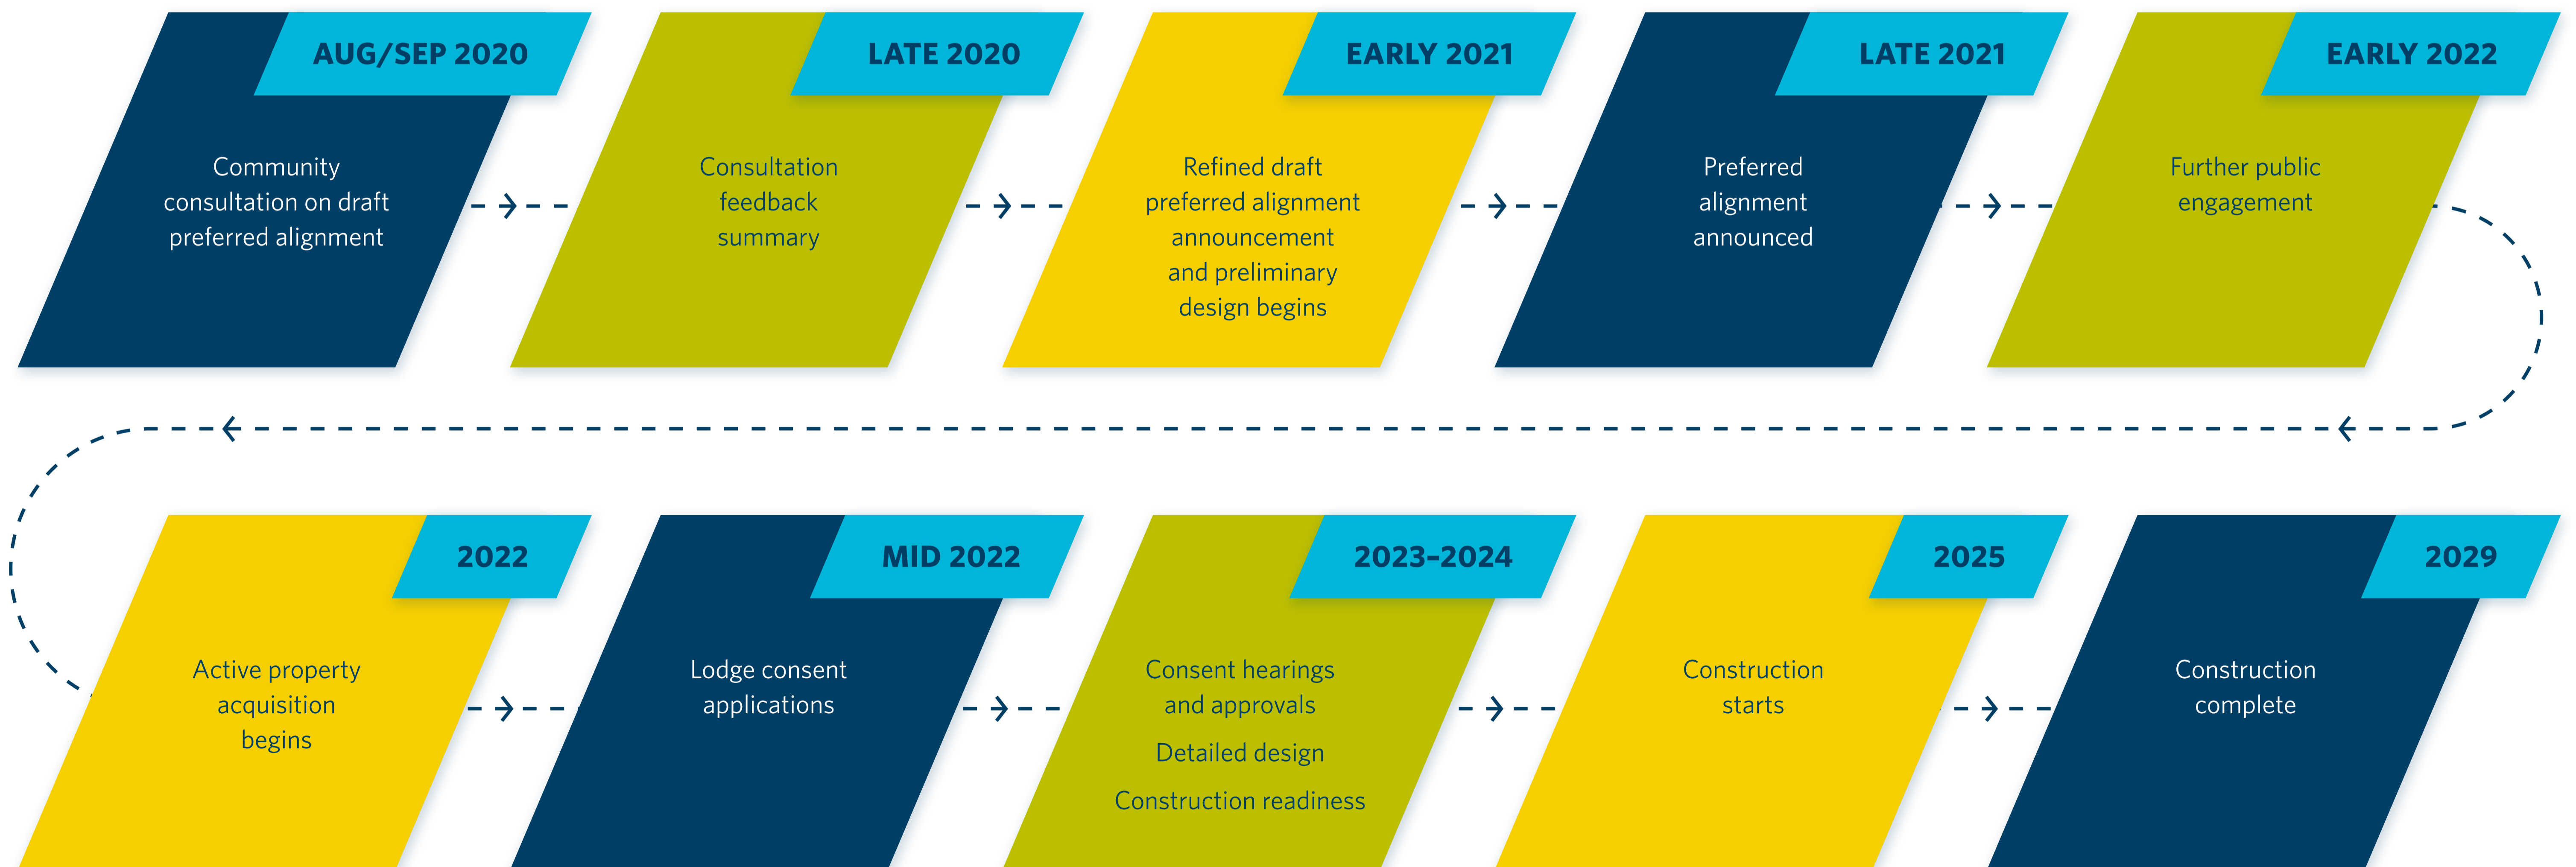 AUG/SEP 2020
Community
consultation on draft
preferred alignment
LATE 2020
Consultation
feedback
summary
EARLY 2021
Refined draft
preferred alignment
announcement
and preliminary
design begins
LATE 2021
Preferred
alignment
announced
EARLY 2022
Further public
engagement
2022
Active property
acquisition
begins
MID 2022
Lodge consent
applications
2023–2024
Consent hearings
and approvals
Detailed design
Construction readiness
2025
Construction
starts
2029
Construction
complete